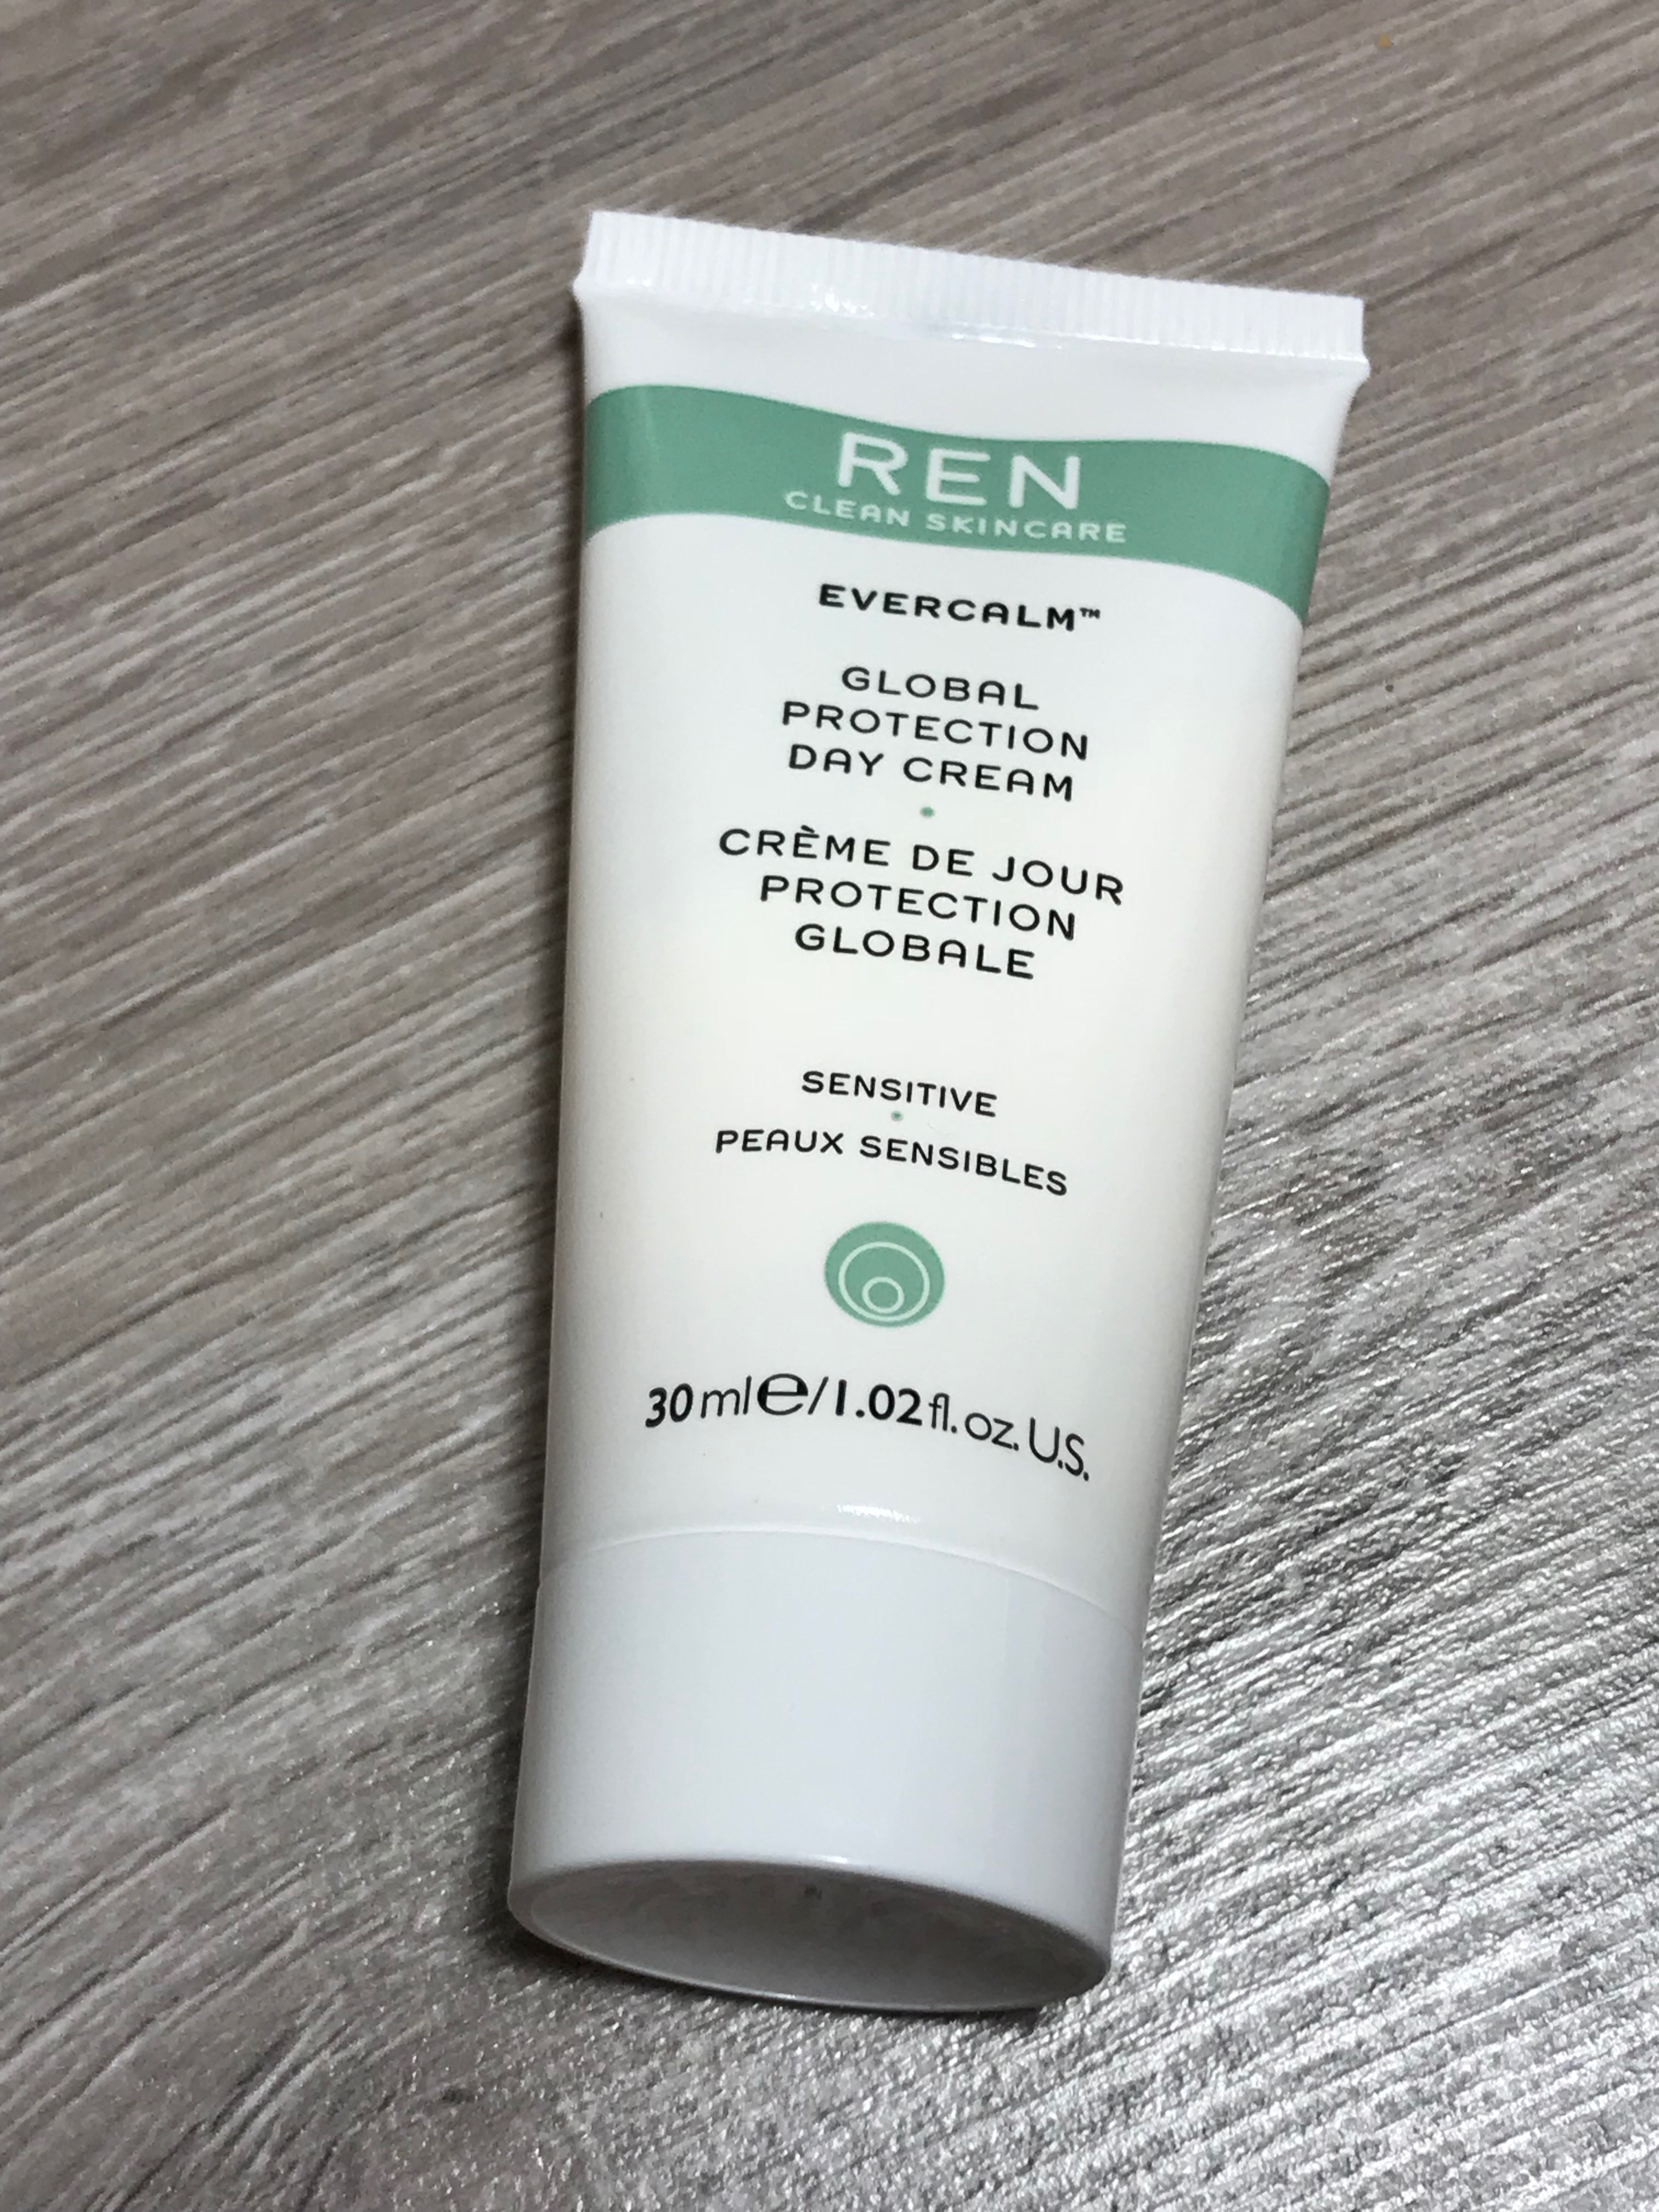 REN
CLEAN SKINCARE
EVERCALM™
GLOBAL
PROTECTION
DAY CREAM
CRÈME DE JOUR
PROTECTION
GLOBALE
SENSITIVE
PEAUX SENSIBLES
30ml℮/1.02fl.oz.U.S.